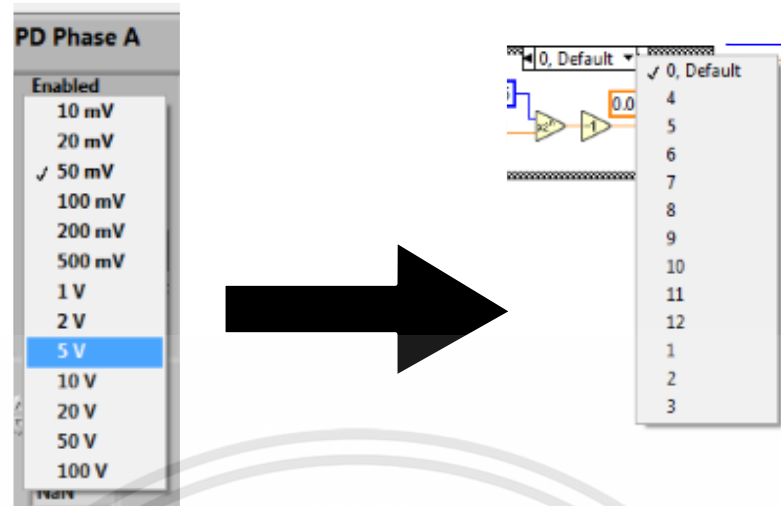 PD Phase A
Enabled
10 mV
20 mV
✓ 50 mV
100 mV
200 mV
500 mV
1 V
2 V
5 V
10 V
20 V
50 V
100 V
NaN
0, Default
0.0
-1
✓ 0, Default
4
5
6
7
8
9
10
11
12
1
2
3